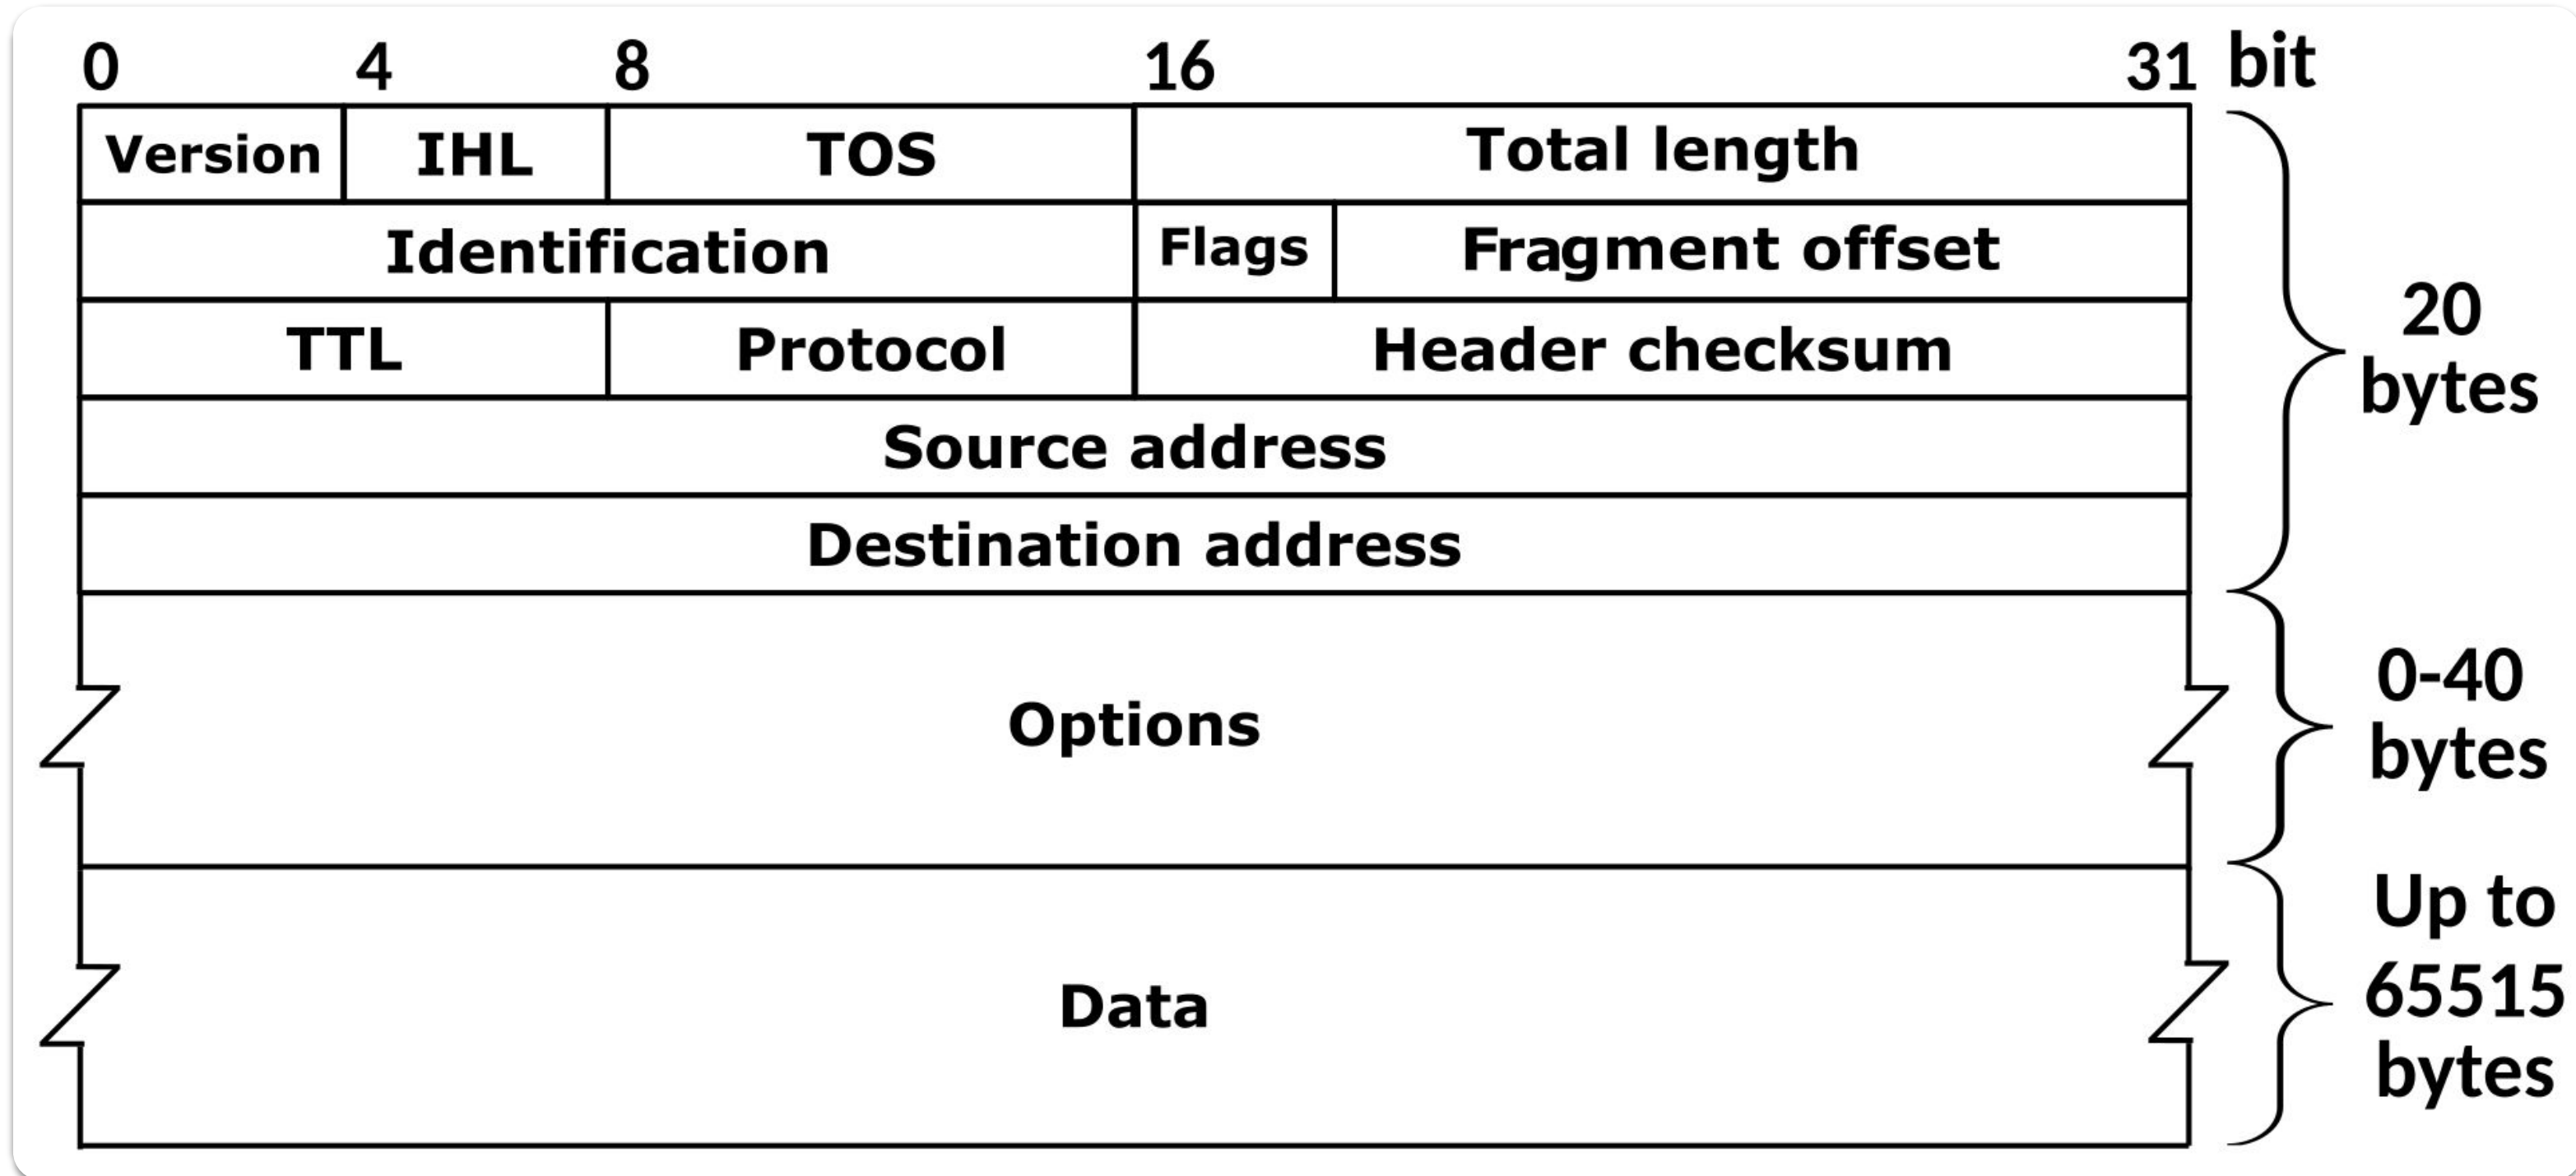 0 4 8 16 31 bit
Version IHL TOS Total length
Identification Flags Fragment offset
TTL Protocol Header checksum
Source address
Destination address
20
bytes
Options
0-40
bytes
Data
Up to
65515
bytes